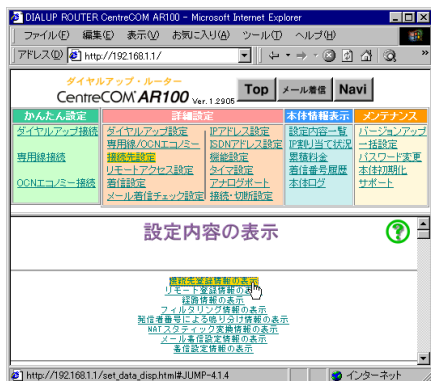 DIALUP ROUTER CentreCOM AR100 - Microsoft Internet Explorer
ファイル(F) 編集(E) 表示(V) お気に入り(A) ツール(T) ヘルプ(H)
アドレス(D) http://192.168.1.1/
ダイヤルアップ・ルーター
CentreCOM AR100 Ver. 1.2905 Top メール着信 Navi
かんたん設定 詳細設定 本体情報表示 メンテナンス
ダイヤルアップ接続 ダイヤルアップ設定 IPアドレス設定 設定内容一覧 バージョンアップ
専用線/OCNエコノミー ISDNアドレス設定 IP割り当て状況 一括設定
専用線接続 接続先設定 機能設定 累積料金 パスワード変更
リモートアクセス設定 タイマ設定 着信番号履歴 本体初期化
OCNエコノミー接続 着信設定 アナログポート 本体ログ サポート
メール着信チェック設定 接続・切断設定
設定内容の表示
接続先登録情報の表示
リモート登録情報の表示
経路情報の表示
フィルタリング情報の表示
発信者番号による鳴り分け情報の表示
NATスタティック変換情報の表示
メール着信設定情報の表示
着信設定情報の表示
http://192.168.1.1/set_data_disp.html#JUMP-4.1.4 インターネット